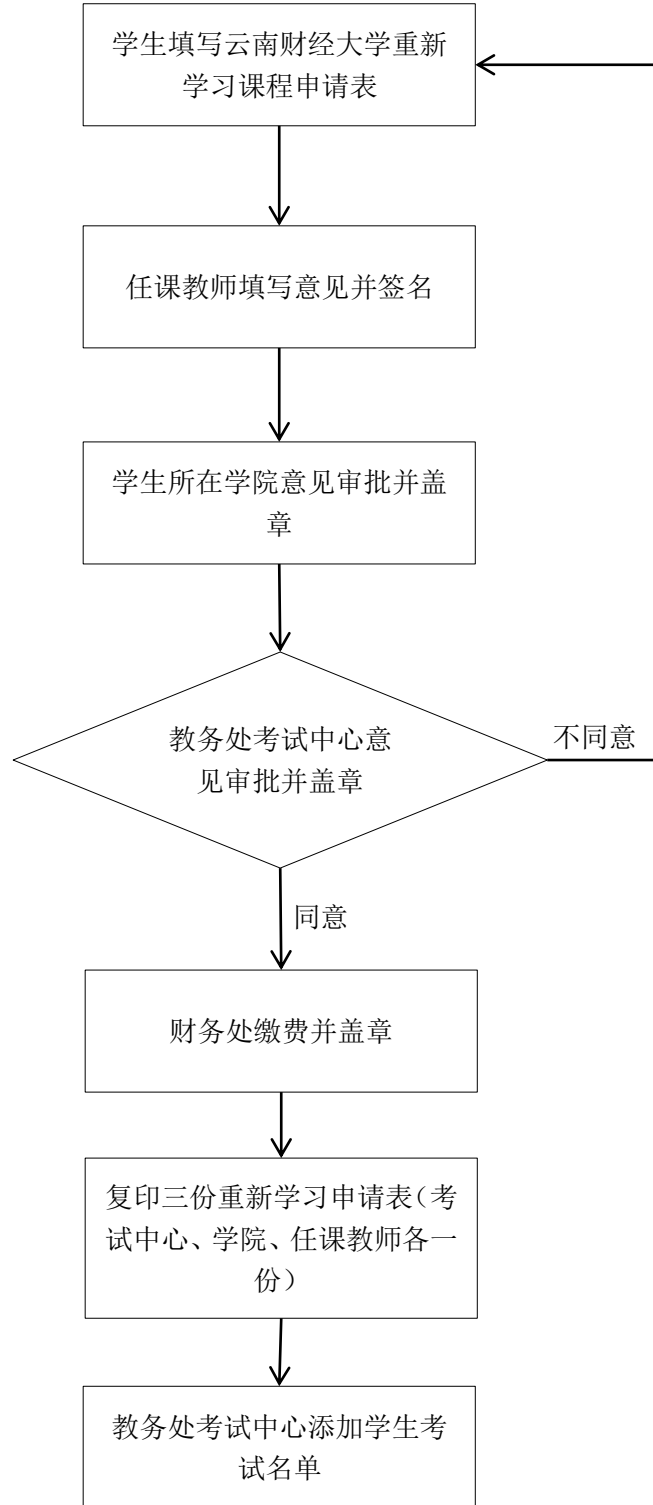 学生填写云南财经大学重新
学习课程申请表
任课教师填写意见并签名
学生所在学院意见审批并盖
章
教务处考试中心意
见审批并盖章
不同意
同意
财务处缴费并盖章
复印三份重新学习申请表（考
试中心、学院、任课教师各一
份）
教务处考试中心添加学生考
试名单